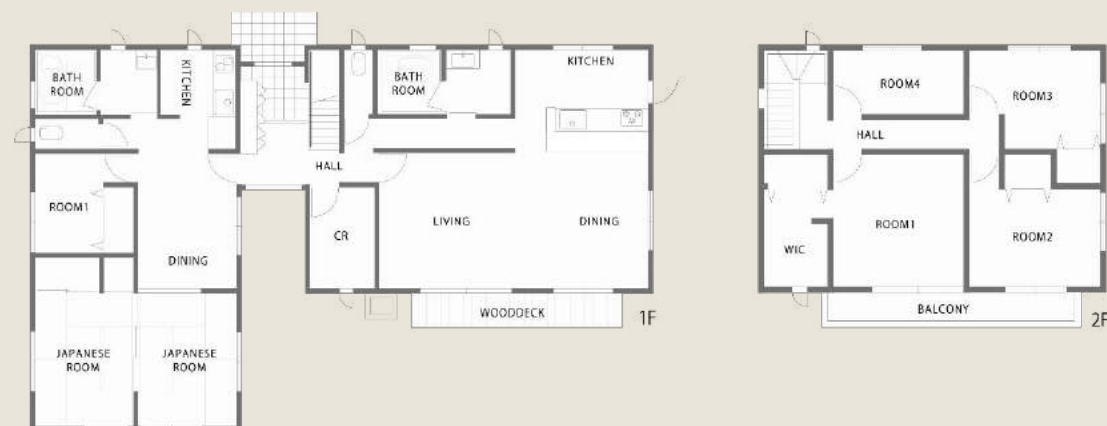 BATH
ROOM
KITCHEN
ROOM1
DINING
JAPANESE
ROOM
JAPANESE
ROOM
HALL
CR
BATH
ROOM
KITCHEN
LIVING
DINING
WOODDECK
1F
ROOM4
ROOM3
HALL
WIC
ROOM1
ROOM2
BALCONY
2F